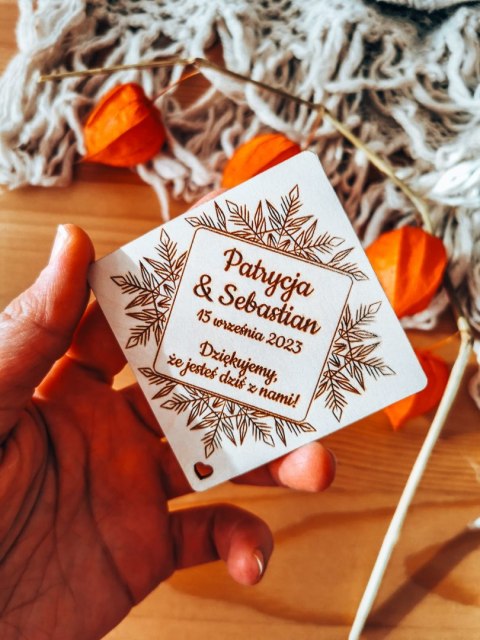 Patrycja
& Sebastian
15 września 2023
Dziękujemy,
że jesteś dziś z nami!